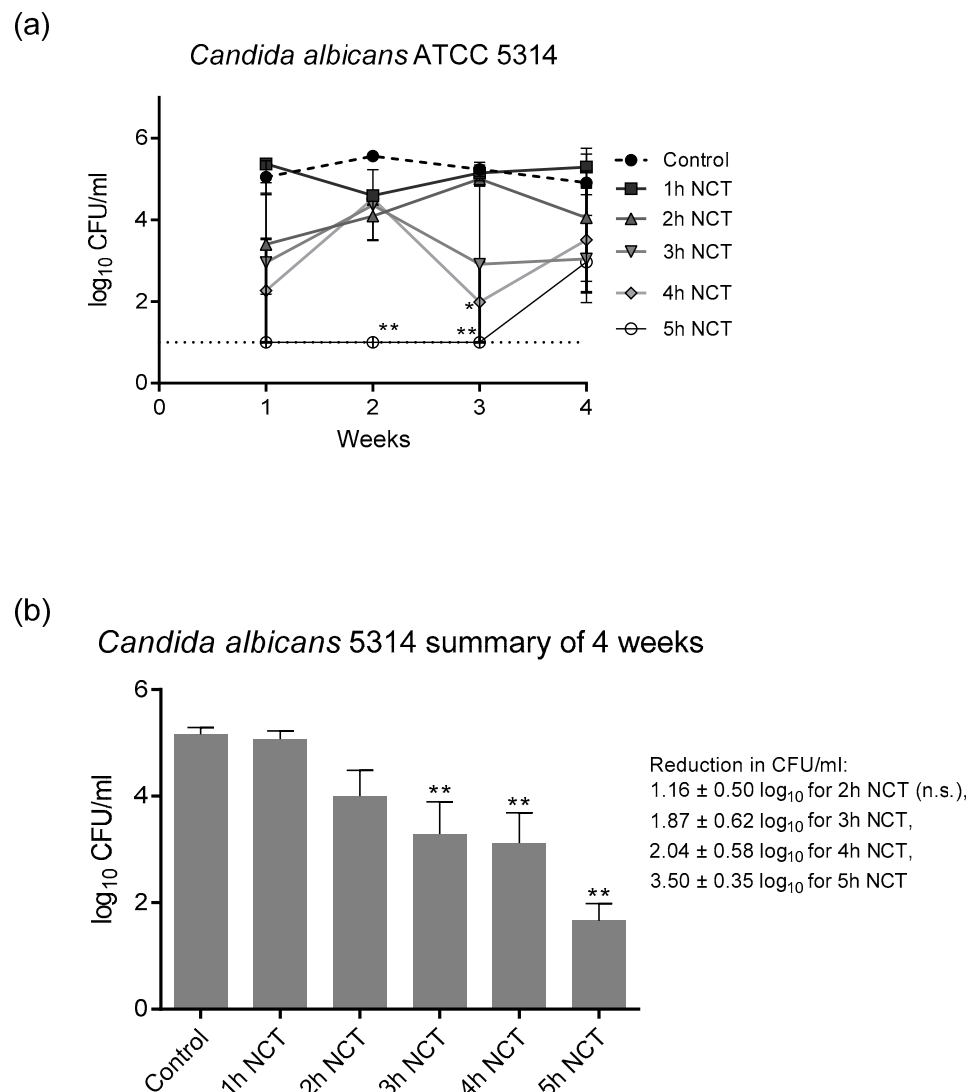 (a)
Candida albicans ATCC 5314
log10 CFU/ml
6
4
2
0
*
**
**
0 1 2 3 4
Weeks
Control
1h NCT
2h NCT
3h NCT
4h NCT
5h NCT
(b)
Candida albicans 5314 summary of 4 weeks
log10 CFU/ml
6
4
2
0
**
**
**
Control
1h NCT
2h NCT
3h NCT
4h NCT
5h NCT
Reduction in CFU/ml:
1.16 ± 0.50 log10 for 2h NCT (n.s.),
1.87 ± 0.62 log10 for 3h NCT,
2.04 ± 0.58 log10 for 4h NCT,
3.50 ± 0.35 log10 for 5h NCT